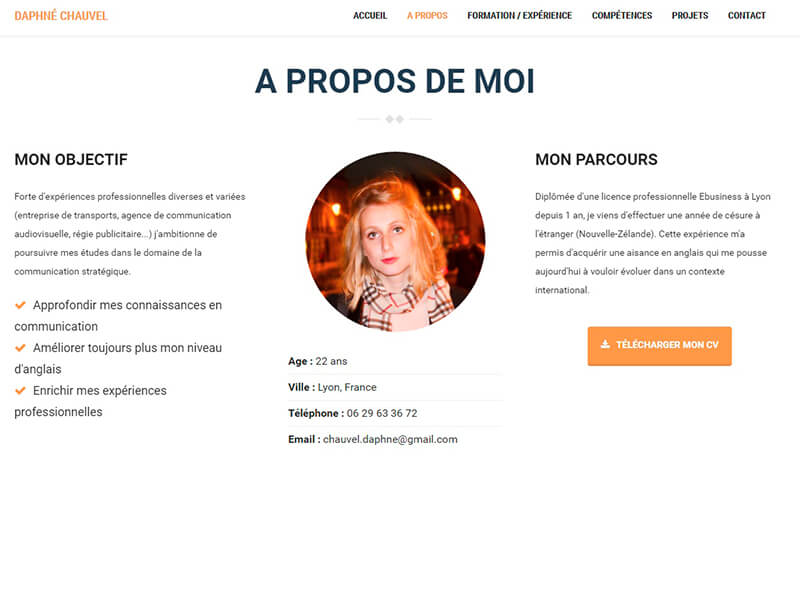 DAPHNÉ CHAUVEL
ACCUEIL A PROPOS FORMATION / EXPÉRIENCE COMPÉTENCES PROJETS CONTACT
A PROPOS DE MOI
MON OBJECTIF
Forte d'expériences professionnelles diverses et variées
(entreprise de transports, agence de communication
audiovisuelle, régie publicitaire...) j'ambitionne de
poursuivre mes études dans le domaine de la
communication stratégique.
Approfondir mes connaissances en
communication
Améliorer toujours plus mon niveau
d'anglais
Enrichir mes expériences
professionnelles
Age : 22 ans
Ville : Lyon, France
Téléphone : 06 29 63 36 72
Email : chauvel.daphne@gmail.com
MON PARCOURS
Diplômée d'une licence professionnelle Ebusiness à Lyon
depuis 1 an, je viens d'effectuer une année de césure à
l'étranger (Nouvelle-Zélande). Cette expérience m'a
permis d'acquérir une aisance en anglais qui me pousse
aujourd'hui à vouloir évoluer dans un contexte
international.
TÉLÉCHARGER MON CV